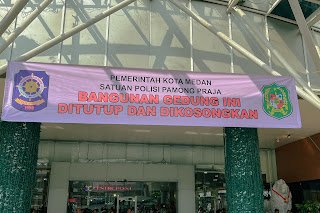 PEMERINTAH KOTA MEDAN
SATUAN POLISI PAMONG PRAJA
BANGUNAN GEDUNG INI
DITUTUP DAN DIKOSONGKAN